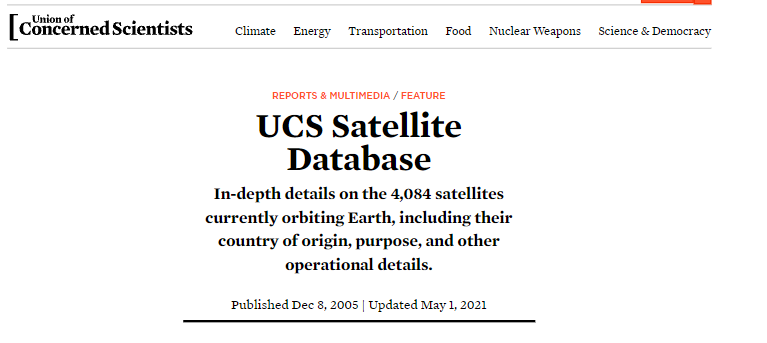 Union of
Concerned Scientists
Climate Energy Transportation Food Nuclear Weapons Science & Democracy
REPORTS & MULTIMEDIA / FEATURE
UCS Satellite
Database
In-depth details on the 4,084 satellites
currently orbiting Earth, including their
country of origin, purpose, and other
operational details.
Published Dec 8, 2005 | Updated May 1, 2021